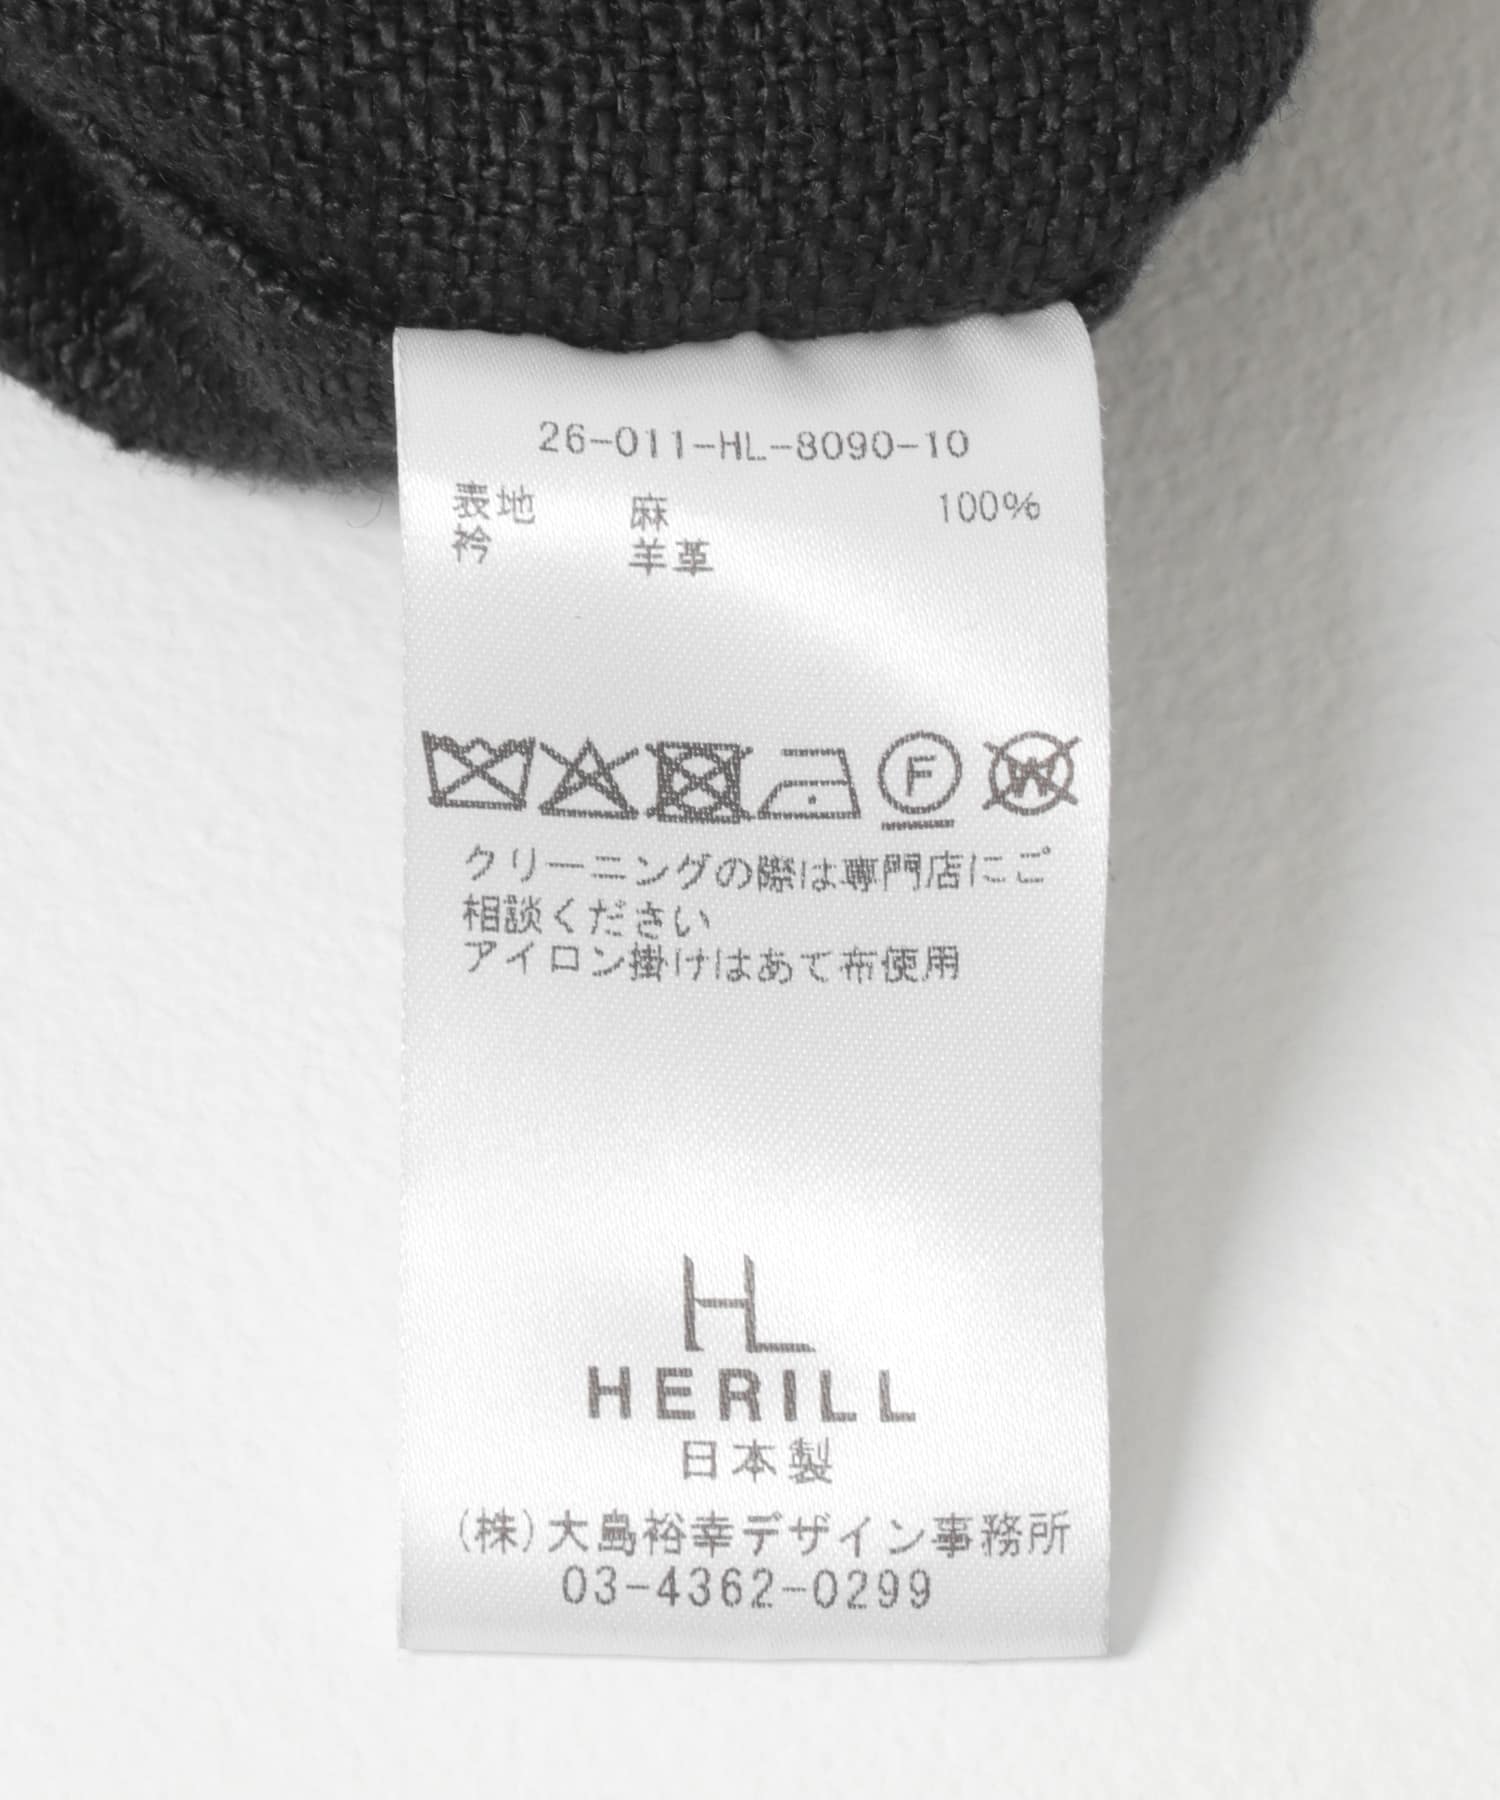 26-011-HL-8090-10
表地 麻 100%
衿 羊革
F W
クリーニングの際は専門店にご
相談ください
アイロン掛けはあて布使用
HL
HERILL
日本製
(株)大島裕幸デザイン事務所
03-4362-0299